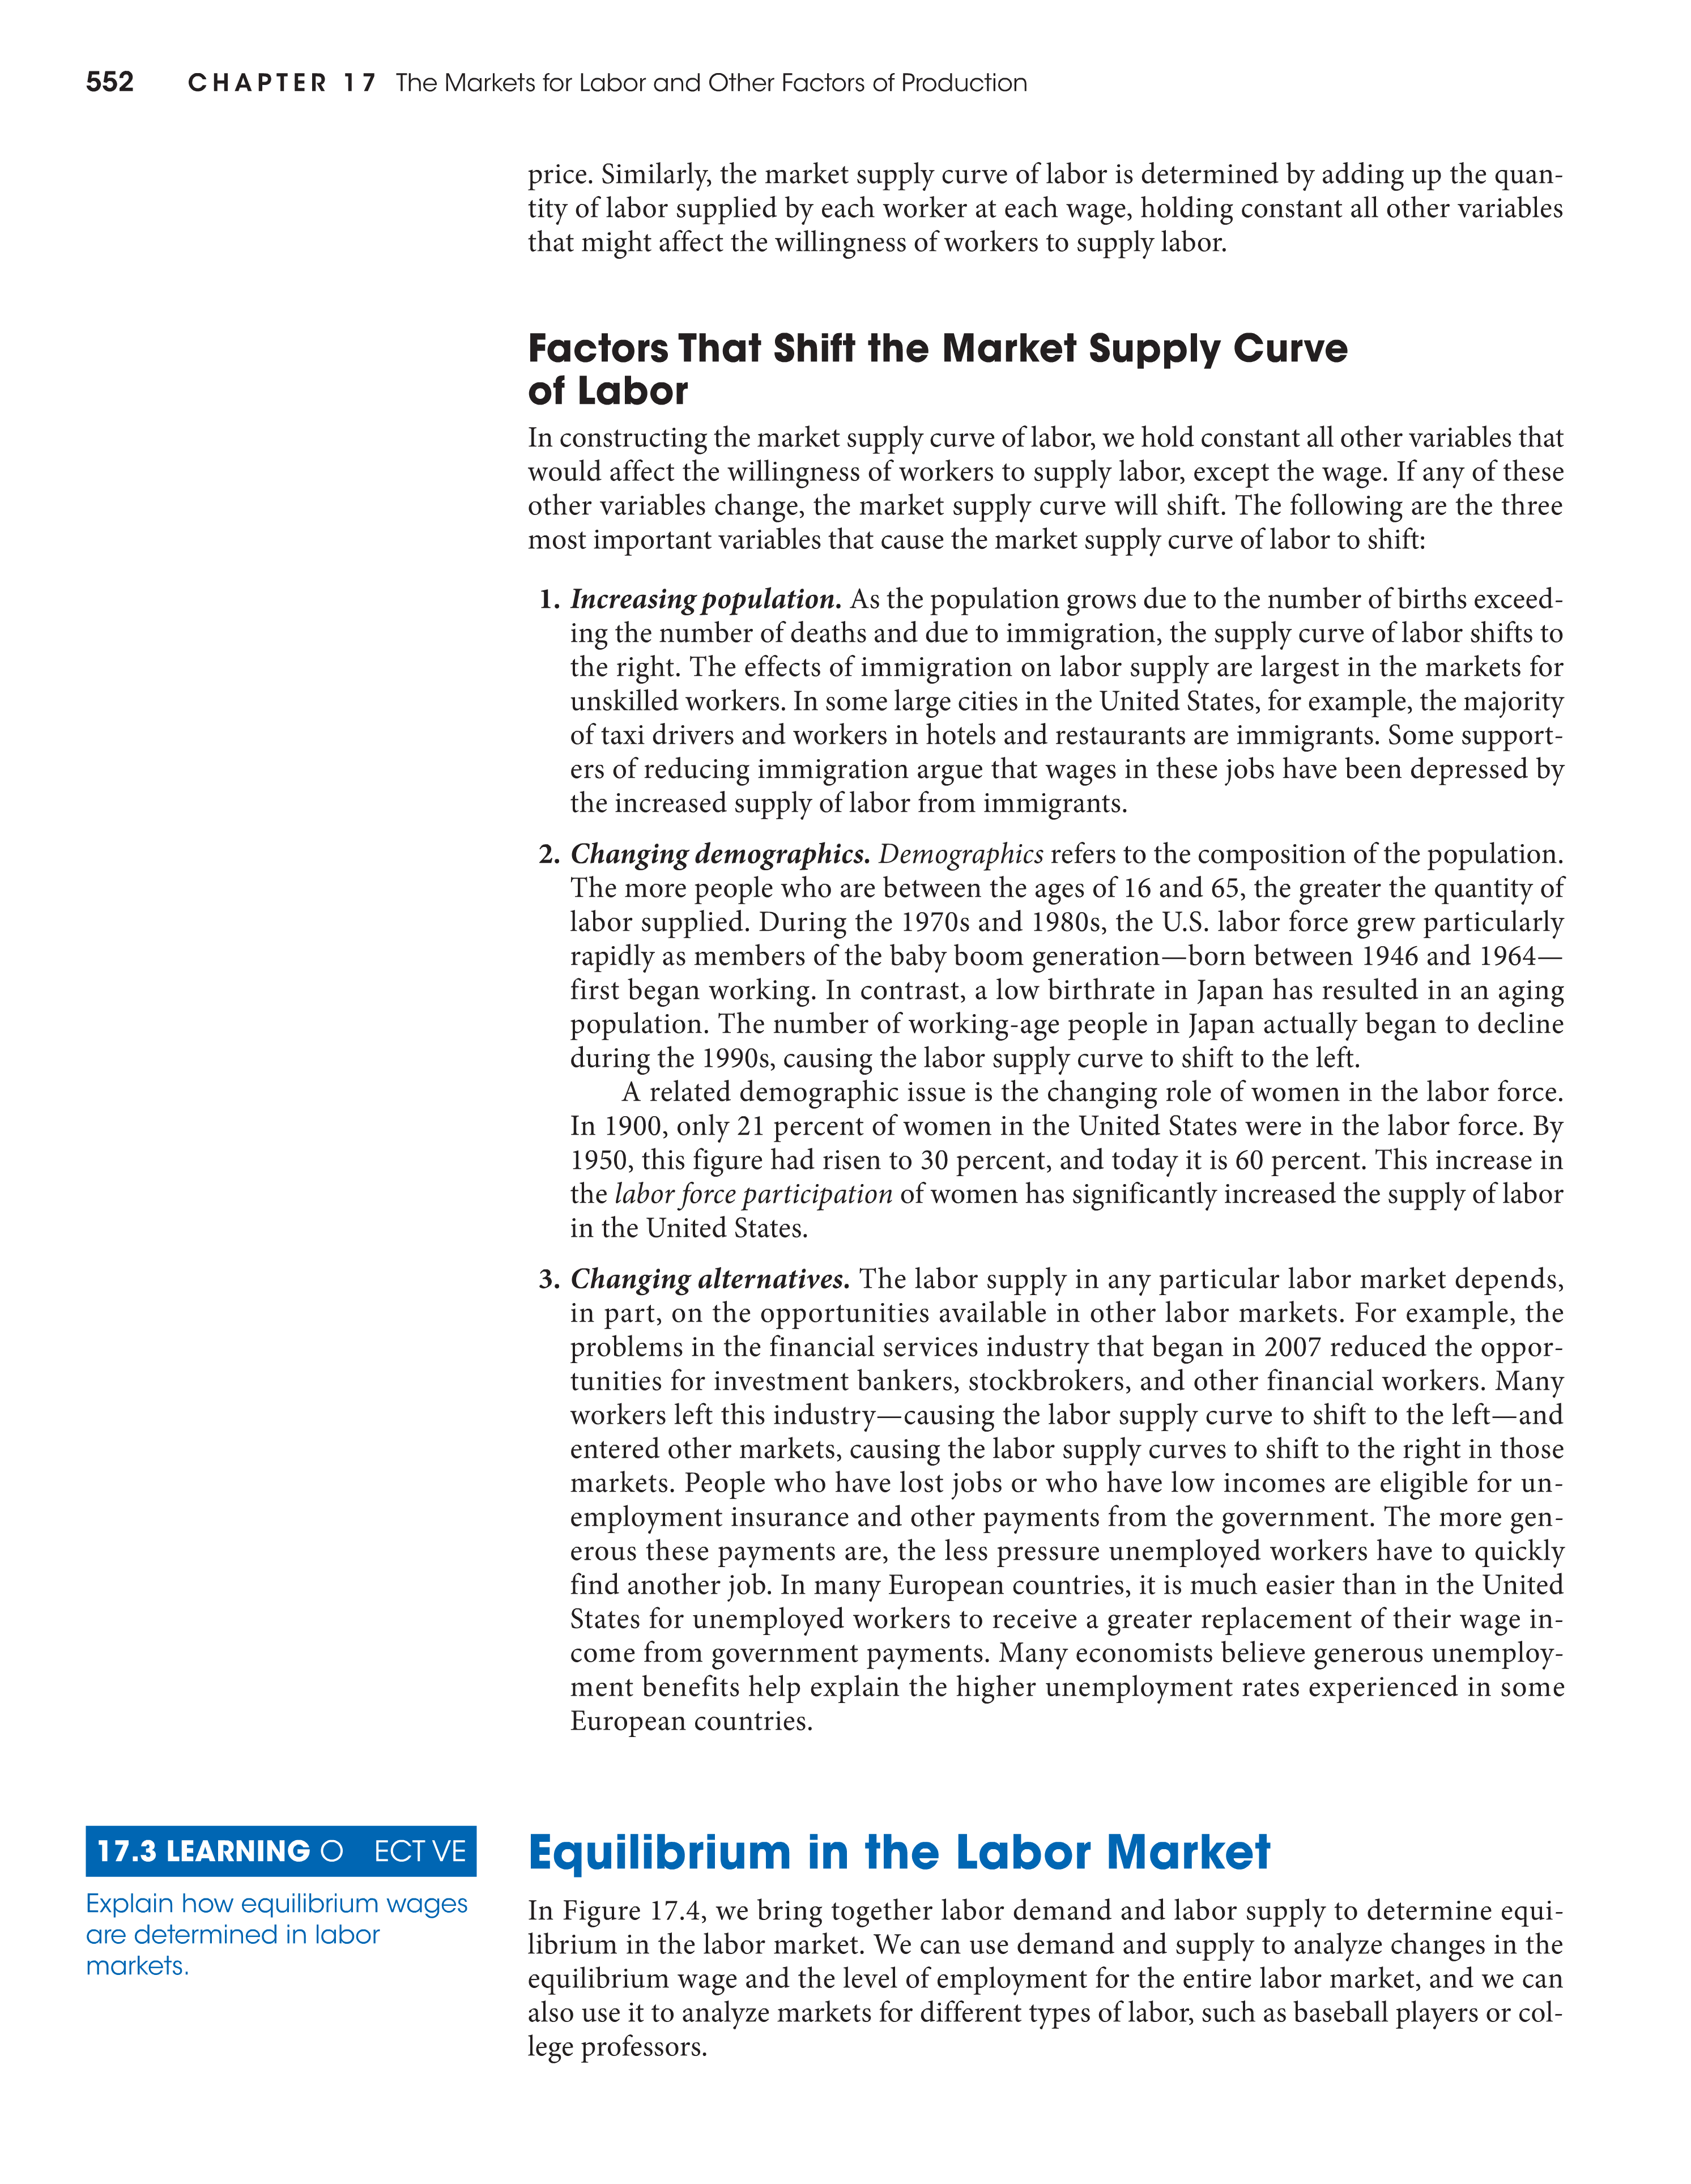 552 CHAPTER 17 The Markets for Labor and Other Factors of Production
price. Similarly, the market supply curve of labor is determined by adding up the quan-
tity of labor supplied by each worker at each wage, holding constant all other variables
that might affect the willingness of workers to supply labor.
Factors That Shift the Market Supply Curve
of Labor
In constructing the market supply curve of labor, we hold constant all other variables that
would affect the willingness of workers to supply labor, except the wage. If any of these
other variables change, the market supply curve will shift. The following are the three
most important variables that cause the market supply curve of labor to shift:
1. Increasing population. As the population grows due to the number of births exceed-
ing the number of deaths and due to immigration, the supply curve of labor shifts to
the right. The effects of immigration on labor supply are largest in the markets for
unskilled workers. In some large cities in the United States, for example, the majority
of taxi drivers and workers in hotels and restaurants are immigrants. Some support-
ers of reducing immigration argue that wages in these jobs have been depressed by
the increased supply of labor from immigrants.
2. Changing demographics. Demographics refers to the composition of the population.
The more people who are between the ages of 16 and 65, the greater the quantity of
labor supplied. During the 1970s and 1980s, the U.S. labor force grew particularly
rapidly as members of the baby boom generation—born between 1946 and 1964—
first began working. In contrast, a low birthrate in Japan has resulted in an aging
population. The number of working-age people in Japan actually began to decline
during the 1990s, causing the labor supply curve to shift to the left.
A related demographic issue is the changing role of women in the labor force.
In 1900, only 21 percent of women in the United States were in the labor force. By
1950, this figure had risen to 30 percent, and today it is 60 percent. This increase in
the labor force participation of women has significantly increased the supply of labor
in the United States.
3. Changing alternatives. The labor supply in any particular labor market depends,
in part, on the opportunities available in other labor markets. For example, the
problems in the financial services industry that began in 2007 reduced the oppor-
tunities for investment bankers, stockbrokers, and other financial workers. Many
workers left this industry—causing the labor supply curve to shift to the left—and
entered other markets, causing the labor supply curves to shift to the right in those
markets. People who have lost jobs or who have low incomes are eligible for un-
employment insurance and other payments from the government. The more gen-
erous these payments are, the less pressure unemployed workers have to quickly
find another job. In many European countries, it is much easier than in the United
States for unemployed workers to receive a greater replacement of their wage in-
come from government payments. Many economists believe generous unemploy-
ment benefits help explain the higher unemployment rates experienced in some
European countries.
17.3 LEARNING O ECT VE
Explain how equilibrium wages
are determined in labor
markets.
Equilibrium in the Labor Market
In Figure 17.4, we bring together labor demand and labor supply to determine equi-
librium in the labor market. We can use demand and supply to analyze changes in the
equilibrium wage and the level of employment for the entire labor market, and we can
also use it to analyze markets for different types of labor, such as baseball players or col-
lege professors.